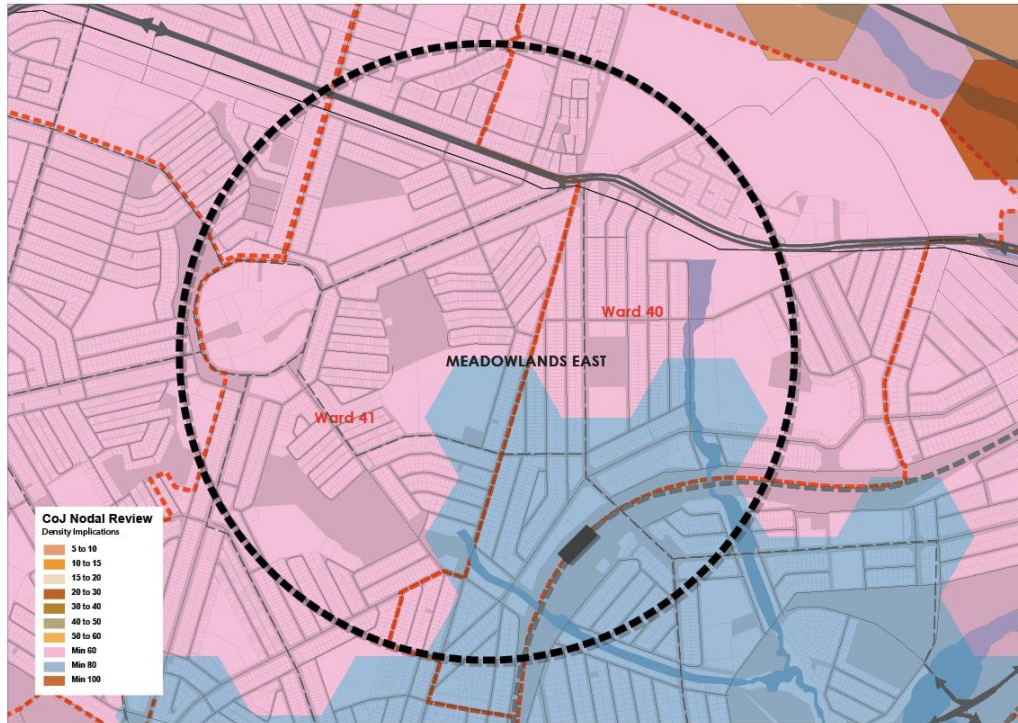 Ward 40
MEADOWLANDS EAST
Ward 41
CoJ Nodal Review
Density Implications
5 to 10
10 to 15
15 to 20
20 to 30
30 to 40
40 to 50
50 to 60
Min 60
Min 80
Min 100